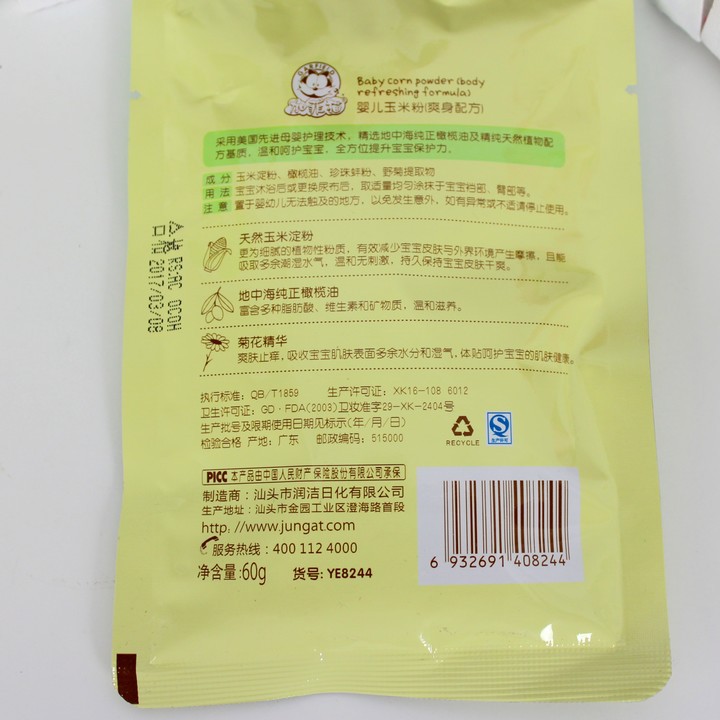 GARFIELD
Baby corn powder (body
refreshing formula)
婴儿玉米粉(爽身配方)
采用美国先进母婴护理技术，精选地中海纯正橄榄油及精纯天然植物配
方基质，温和呵护宝宝，全方位提升宝宝保护力。
成分 玉米淀粉、橄榄油、珍珠蚌粉、野菊提取物
用法 宝宝沐浴后或更换尿布后，取适量均匀涂抹于宝宝粕部、臂部等。
注意 置于婴幼儿无法触及的地方，以免发生意外，如有异常或不适请停止使用。
天然玉米淀粉
更为细腻的植物性粉质，有效减少宝宝皮肤与外界环境产生摩擦，且能
吸取多余潮湿水气，温和无刺激，持久保持宝宝皮肤干爽。
地中海纯正橄榄油
富含多种脂肪酸、维生素和矿物质，温和滋养。
菊花精华
爽肤止痒，吸收宝宝肌肤表面多余水分和湿气，体贴呵护宝宝的肌肤健康。
执行标准：QB/T1859 生产许可证：XK16-108 6012
卫生许可证：GD·FDA(2003)卫妆准字29-XK-2404号
生产批号及限期使用日期见标示(年/月/日)
检验合格 产地：广东 邮政编码：515000
RECYCLE
生产许可
PICC 本产品由中国人民财产保险股份有限公司承保
制造商：汕头市润洁日化有限公司
生产地址：汕头市金园工业区澄海路首段
http://www.jungat.com
服务热线：400 112 4000
净含量：60g 货号：YE8244
6 932691 408244
2017/03/08